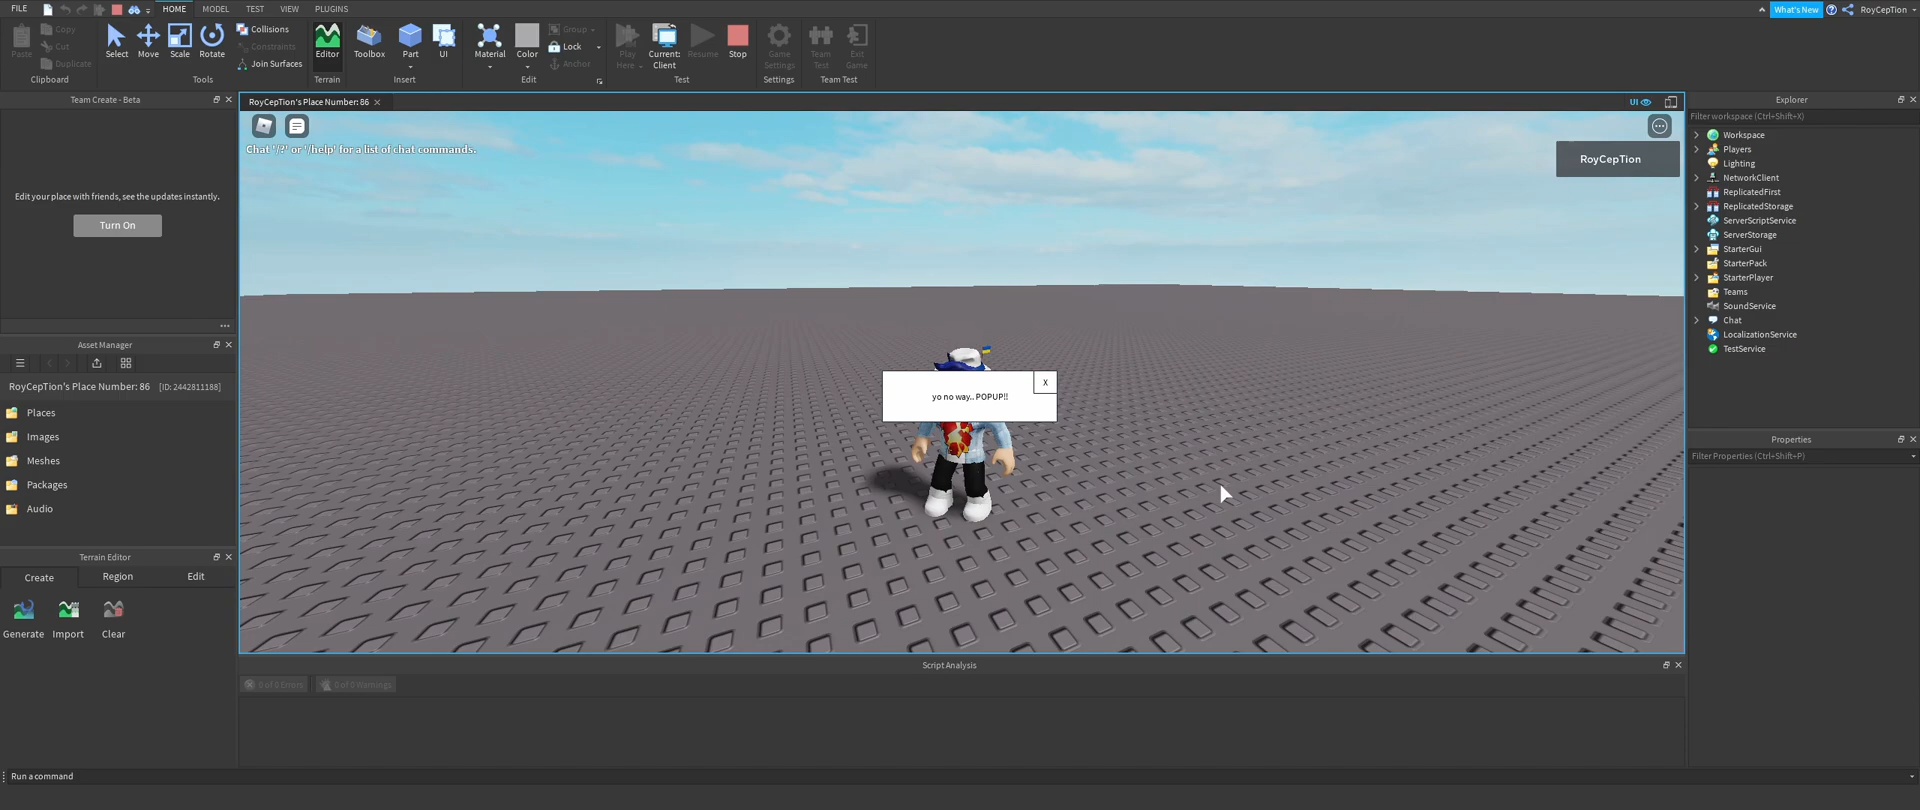 FILE HOME MODEL TEST VIEW PLUGINS What's New RoyCepTion
Paste Copy Cut Duplicate Clipboard
Select Move Scale Rotate Collisions Constraints Join Surfaces Tools
Editor Terrain
Toolbox Part UI Insert
Material Color Group Lock Anchor Edit
Play Here Current: Client Resume Stop Test
Game Settings Settings
Team Test Exit Game Team Test
Team Create - Beta
Edit your place with friends, see the updates instantly.
Turn On
Asset Manager
RoyCepTion's Place Number: 86 [ID: 2442811188]
Places
Images
Meshes
Packages
Audio
Terrain Editor
Create Region Edit
Generate Import Clear
RoyCepTion's Place Number: 86 UI
Chat '/?' or '/help' for a list of chat commands.
RoyCepTion
X
yo no way.. POPUP!!
Script Analysis
0 of 0 Errors 0 of 0 Warnings
Explorer
Filter workspace (Ctrl+Shift+X)
Workspace
Players
Lighting
NetworkClient
ReplicatedFirst
ReplicatedStorage
ServerScriptService
ServerStorage
StarterGui
StarterPack
StarterPlayer
Teams
SoundService
Chat
LocalizationService
TestService
Properties
Filter Properties (Ctrl+Shift+P)
Run a command